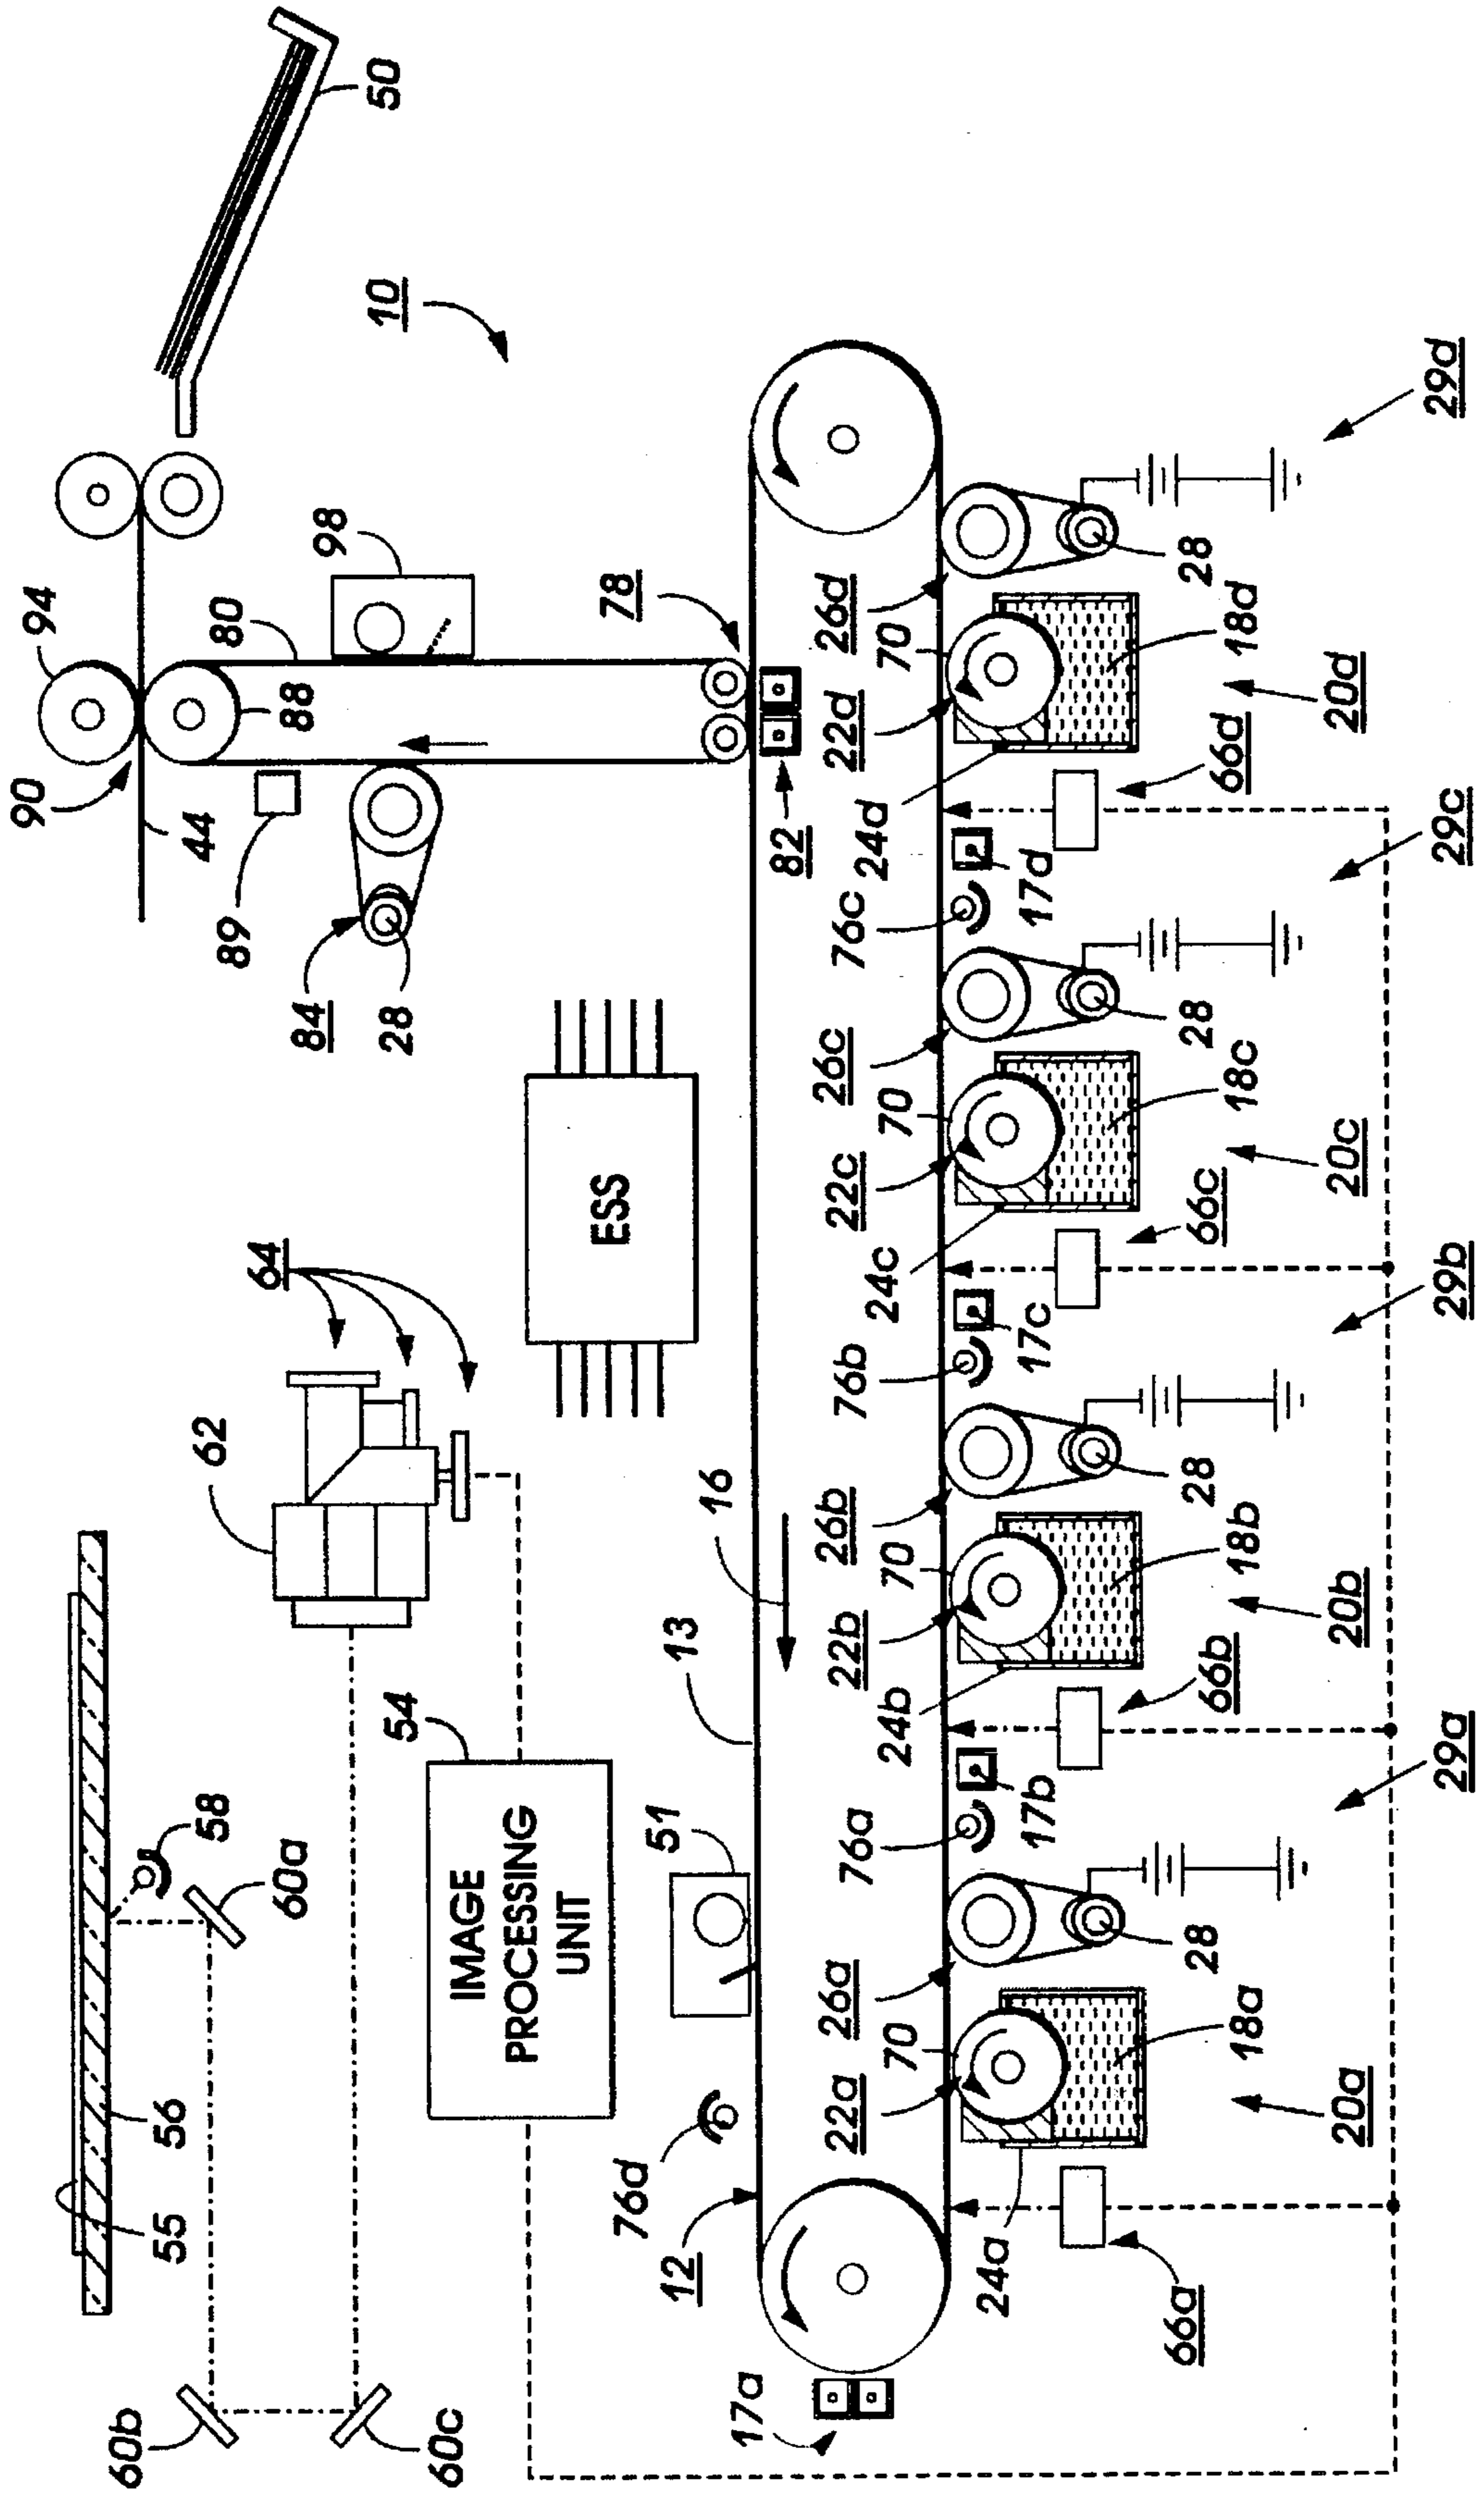 60b
60c
55
56
60a
58
62
64
50
94
90
44
88
80
98
89
84
28
10
78
82
ESS
54
IMAGE
PROCESSING
UNIT
51
13
16
76d
12
17a
22a
26a
70
76a
17b
24a
66a
18a
20a
28
29a
22b
26b
70
76b
17c
24b
66b
18b
20b
28
29b
22c
26c
70
76c
17d
24c
66c
18c
20c
28
29c
22d
26d
70
24d
66d
18d
20d
28
29d